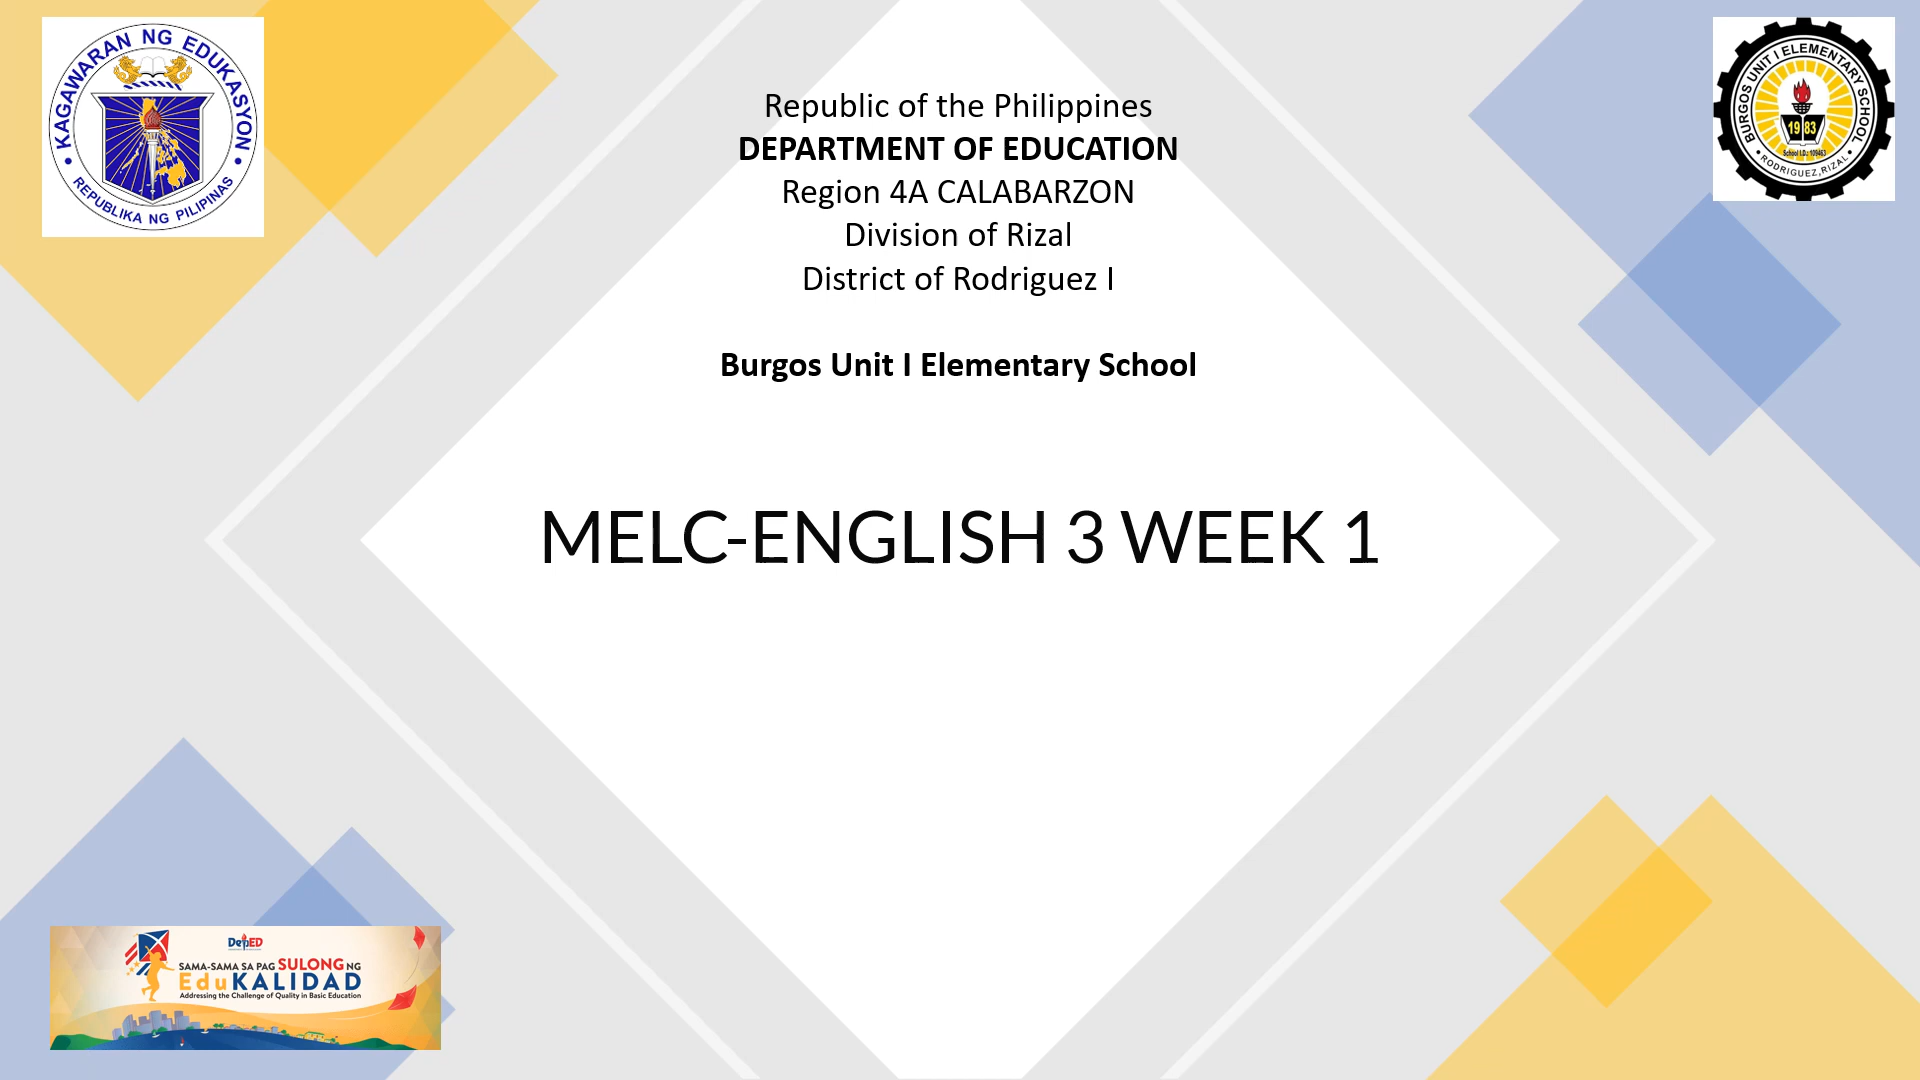 KAGAWARAN NG EDUKASYON
REPUBLIKA NG PILIPINAS
BURGOS UNIT I ELEMENTARY SCHOOL
1983
School I.D.: 109463
RODRIGUEZ, RIZAL
Republic of the Philippines
DEPARTMENT OF EDUCATION
Region 4A CALABARZON
Division of Rizal
District of Rodriguez I
Burgos Unit I Elementary School
MELC-ENGLISH 3 WEEK 1
DepED
SAMA-SAMA SA PAG SULONG NG
EduKALIDAD
Addressing the Challenge of Quality in Basic Education